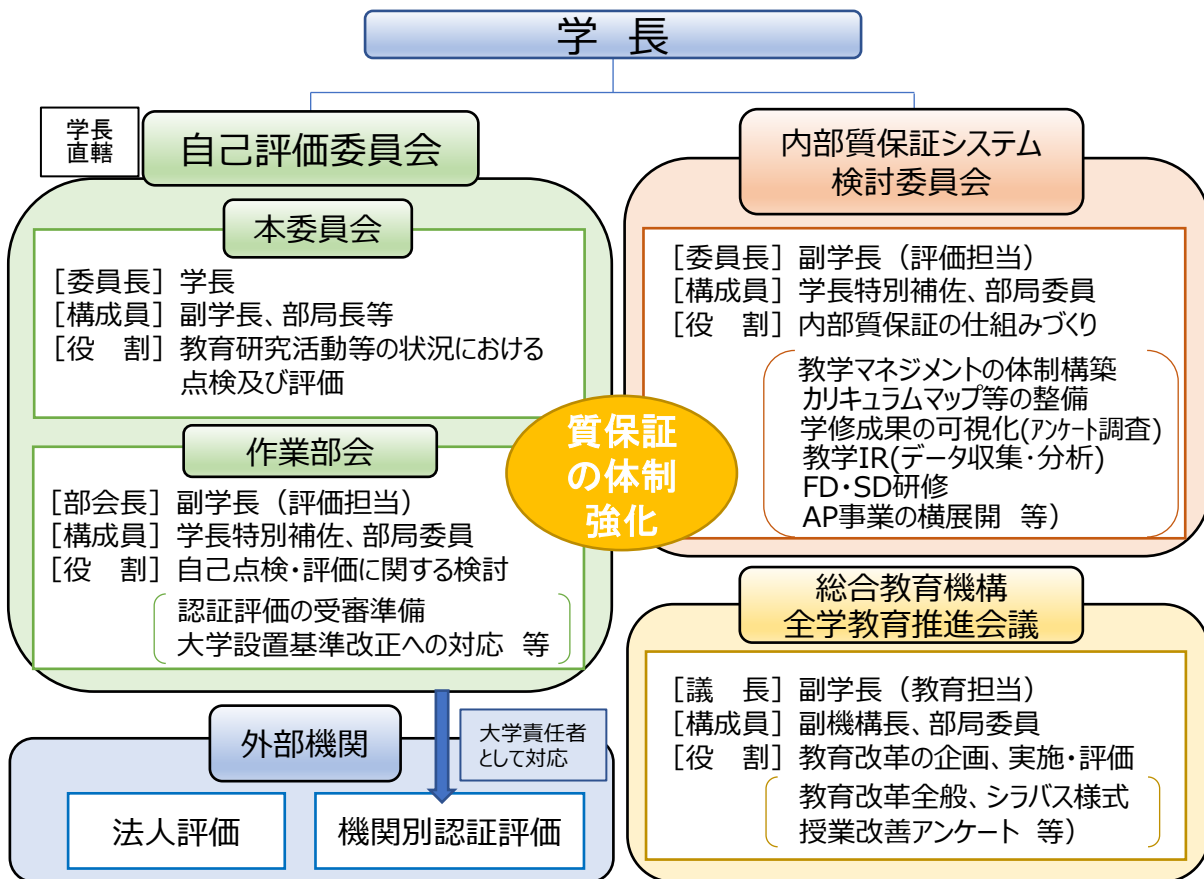 学 長
学長
直轄
自己評価委員会
本委員会
［委員長］学長
［構成員］副学長、部局長等
［役　割］教育研究活動等の状況における
点検及び評価
作業部会
［部会長］副学長（評価担当）
［構成員］学長特別補佐、部局委員
［役　割］自己点検・評価に関する検討
認証評価の受審準備
大学設置基準改正への対応　等
質保証
の体制
強化
内部質保証システム
検討委員会
［委員長］副学長（評価担当）
［構成員］学長特別補佐、部局委員
［役　割］内部質保証の仕組みづくり
教学マネジメントの体制構築
カリキュラムマップ等の整備
学修成果の可視化(アンケート調査)
教学IR(データ収集・分析)
FD・SD研修
AP事業の横展開　等）
総合教育機構
全学教育推進会議
［議　長］副学長（教育担当）
［構成員］副機構長、部局委員
［役　割］教育改革の企画、実施・評価
教育改革全般、シラバス様式
授業改善アンケート　等）
外部機関
大学責任者
として対応
法人評価
機関別認証評価